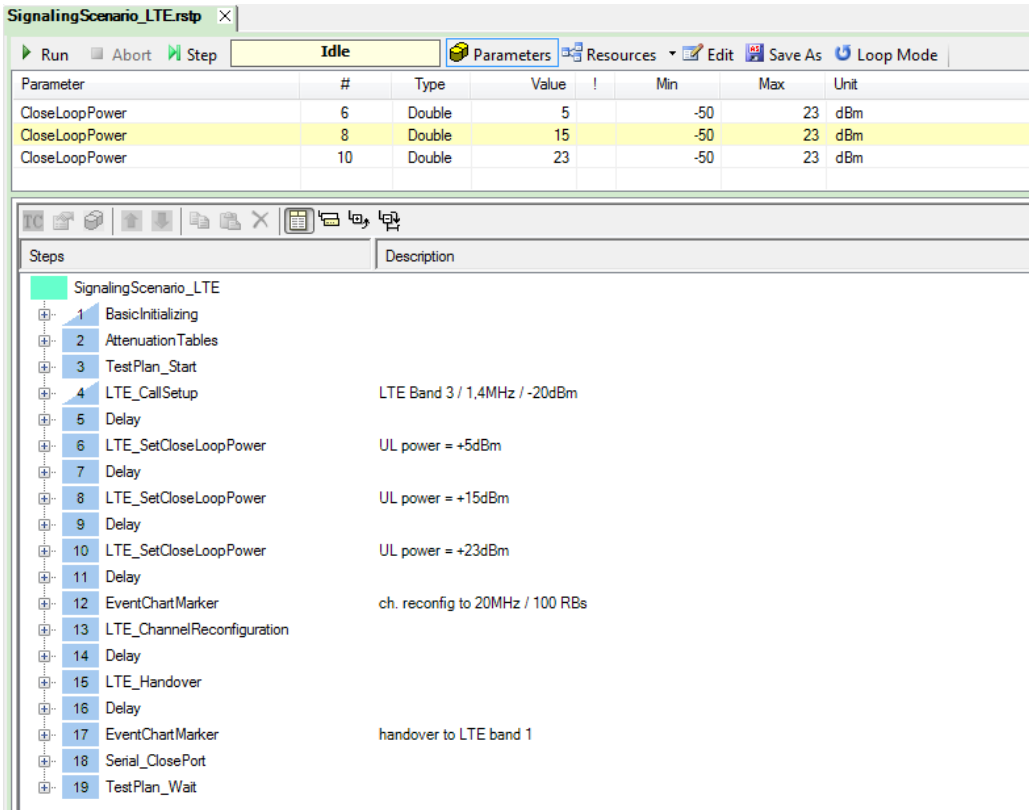 SignalingScenario_LTE.rstp X
Run Abort Step Idle Parameters Resources Edit Save As Loop Mode
Parameter # Type Value ! Min Max Unit
CloseLoopPower 6 Double 5 -50 23 dBm
CloseLoopPower 8 Double 15 -50 23 dBm
CloseLoopPower 10 Double 23 -50 23 dBm
TC
Steps Description
SignalingScenario_LTE
1 BasicInitializing
2 AttenuationTables
3 TestPlan_Start
4 LTE_CallSetup LTE Band 3 / 1,4MHz / -20dBm
5 Delay
6 LTE_SetCloseLoopPower UL power = +5dBm
7 Delay
8 LTE_SetCloseLoopPower UL power = +15dBm
9 Delay
10 LTE_SetCloseLoopPower UL power = +23dBm
11 Delay
12 EventChartMarker ch. reconfig to 20MHz / 100 RBs
13 LTE_ChannelReconfiguration
14 Delay
15 LTE_Handover
16 Delay
17 EventChartMarker handover to LTE band 1
18 Serial_ClosePort
19 TestPlan_Wait